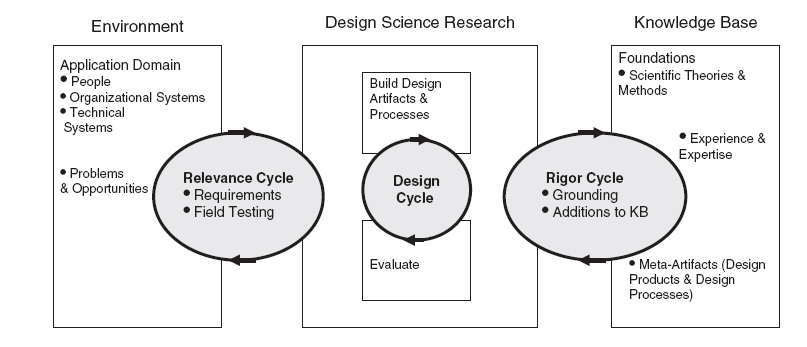 Environment
Design Science Research
Knowledge Base
Application Domain
• People
• Organizational Systems
• Technical
Systems
• Problems
& Opportunities
Relevance Cycle
• Requirements
• Field Testing
Build Design
Artifacts &
Processes
Design
Cycle
Evaluate
Rigor Cycle
• Grounding
• Additions to KB
Foundations
• Scientific Theories &
Methods
• Experience &
Expertise
• Meta-Artifacts (Design
Products & Design
Processes)